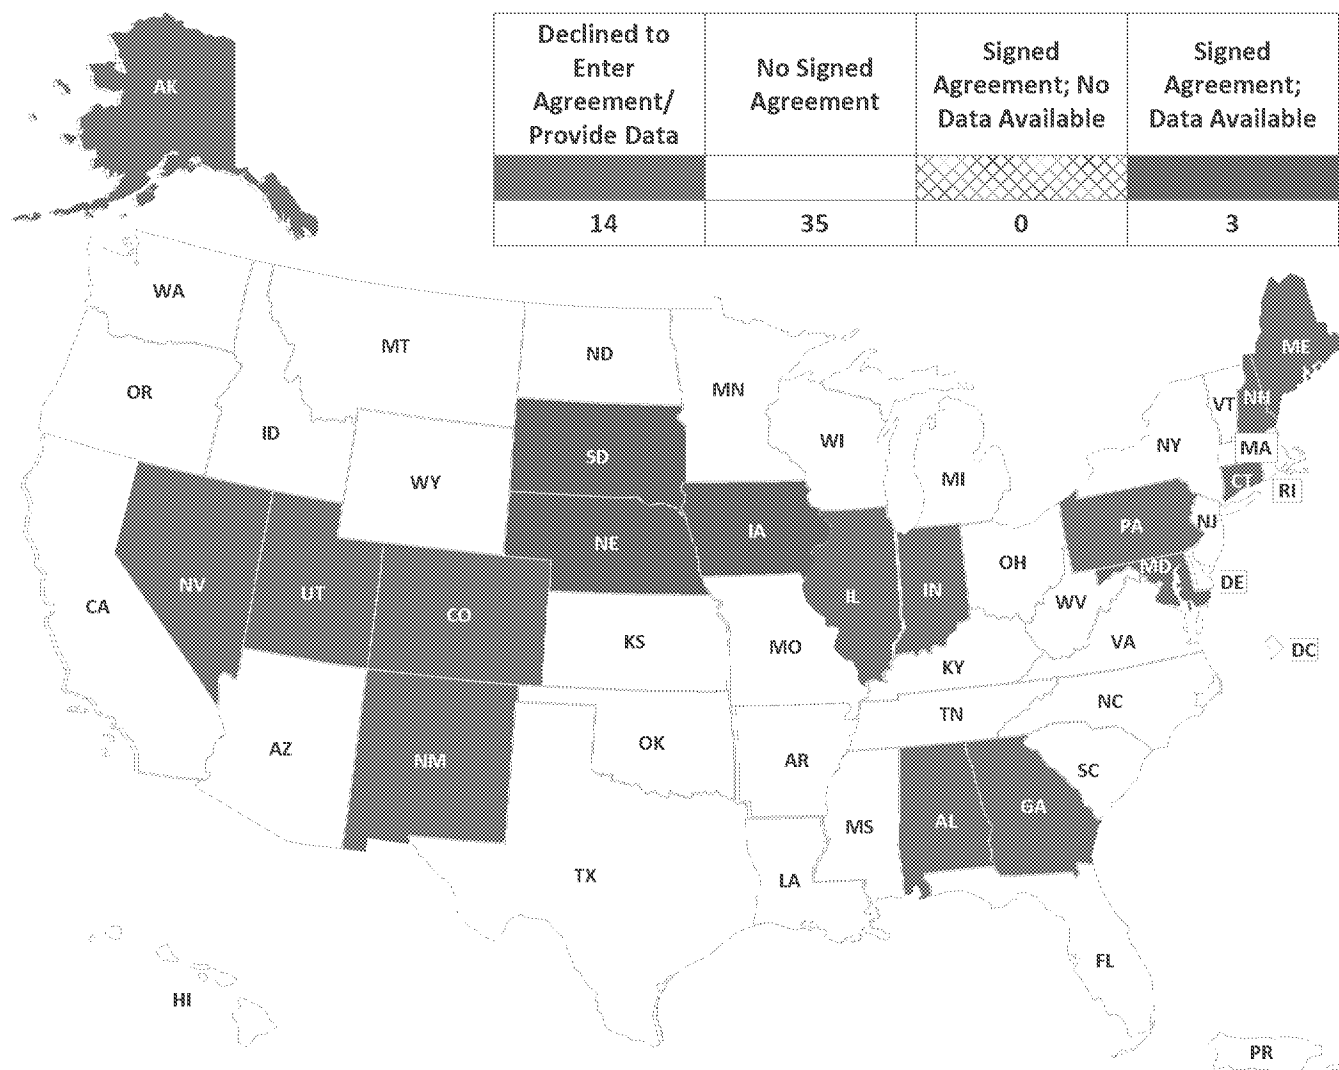 Declined to
Enter
Agreement/
Provide Data
No Signed
Agreement
Signed
Agreement; No
Data Available
Signed
Agreement;
Data Available
14
35
0
3
AK
WA
MT
ND
MN
OR
ID
WY
SD
WI
MI
NY
VT
NH
ME
MA
CT
RI
NV
UT
CO
NE
IA
IL
IN
OH
PA
NJ
MD
DE
CA
KS
MO
WV
VA
DC
KY
AZ
NM
OK
AR
TN
NC
SC
TX
LA
MS
AL
GA
FL
HI
PR